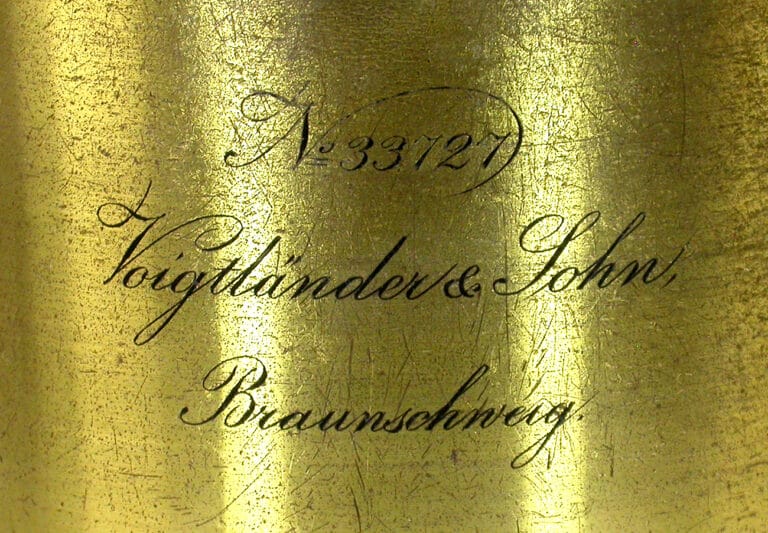 No 33727
Voigtländer & Sohn,
Braunschweig.